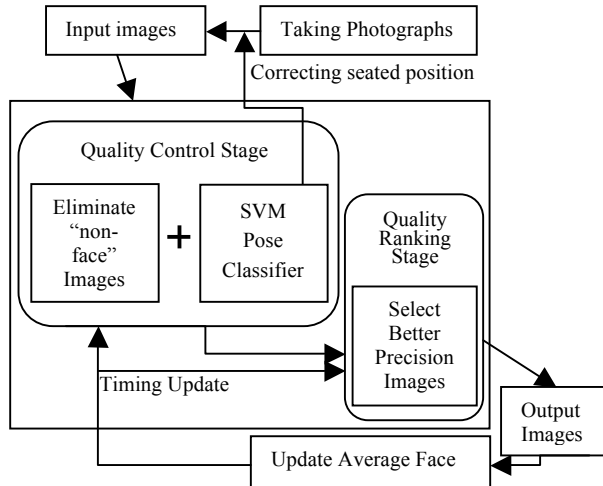 Input images
Taking Photographs
Correcting seated position
Quality Control Stage
Eliminate
“non-
face”
Images
+
SVM
Pose
Classifier
Quality
Ranking
Stage
Select
Better
Precision
Images
Timing Update
Output
Images
Update Average Face